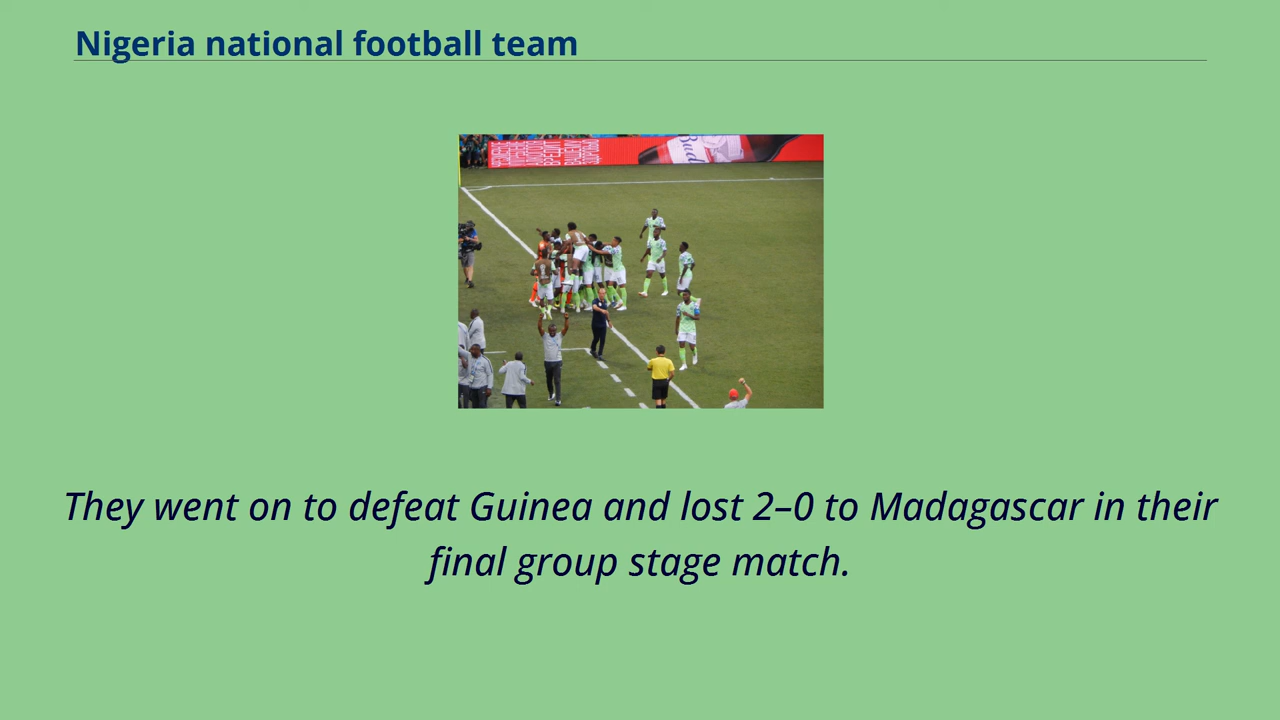 Nigeria national football team
Bud
They went on to defeat Guinea and lost 2–0 to Madagascar in their
final group stage match.